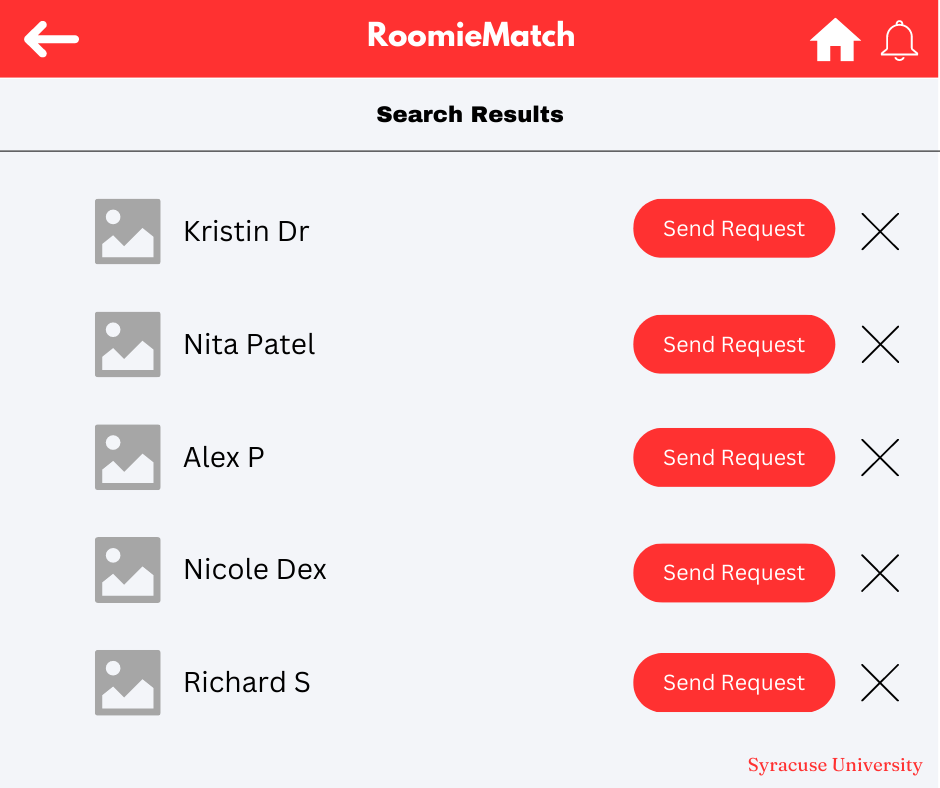 RoomieMatch
Search Results
Kristin Dr
Send Request
Nita Patel
Send Request
Alex P
Send Request
Nicole Dex
Send Request
Richard S
Send Request
Syracuse University